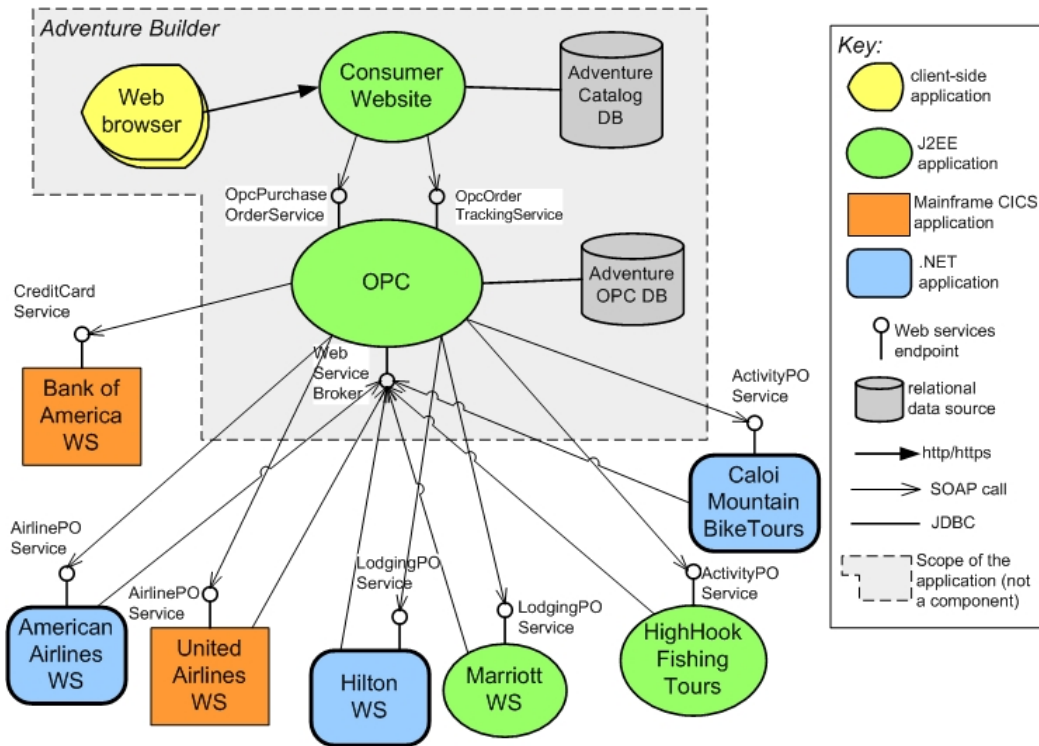 Adventure Builder
Web
browser
Consumer
Website
Adventure
Catalog
DB
OpcPurchase
OrderService
OpcOrder
TrackingService
OPC
Adventure
OPC DB
CreditCard
Service
Web
Service
Broker
Bank of
America
WS
ActivityPO
Service
Caloi
Mountain
BikeTours
AirlinePO
Service
American
Airlines
WS
AirlinePO
Service
United
Airlines
WS
LodgingPO
Service
Hilton
WS
LodgingPO
Service
Marriott
WS
ActivityPO
Service
HighHook
Fishing
Tours
Key:
client-side
application
J2EE
application
Mainframe CICS
application
.NET
application
Web services
endpoint
relational
data source
http/https
SOAP call
JDBC
Scope of the
application (not
a component)